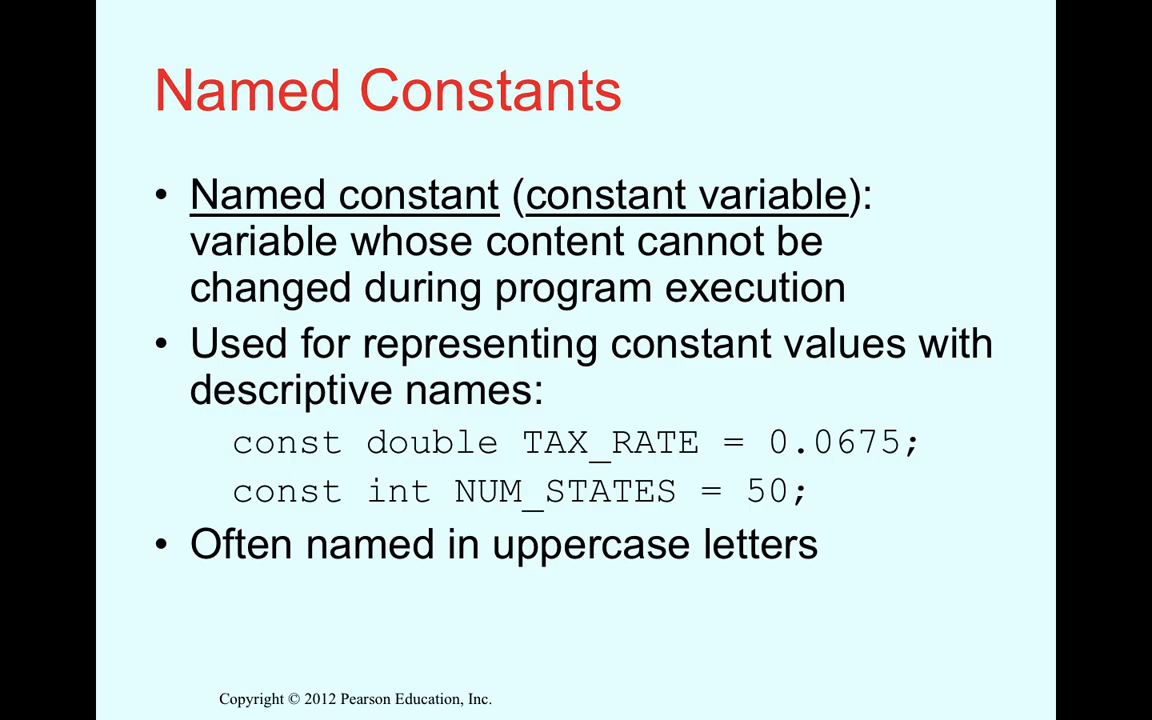 Named Constants
• Named constant (constant variable):
variable whose content cannot be
changed during program execution
• Used for representing constant values with
descriptive names:
const double TAX_RATE = 0.0675;
const int NUM_STATES = 50;
• Often named in uppercase letters
Copyright © 2012 Pearson Education, Inc.